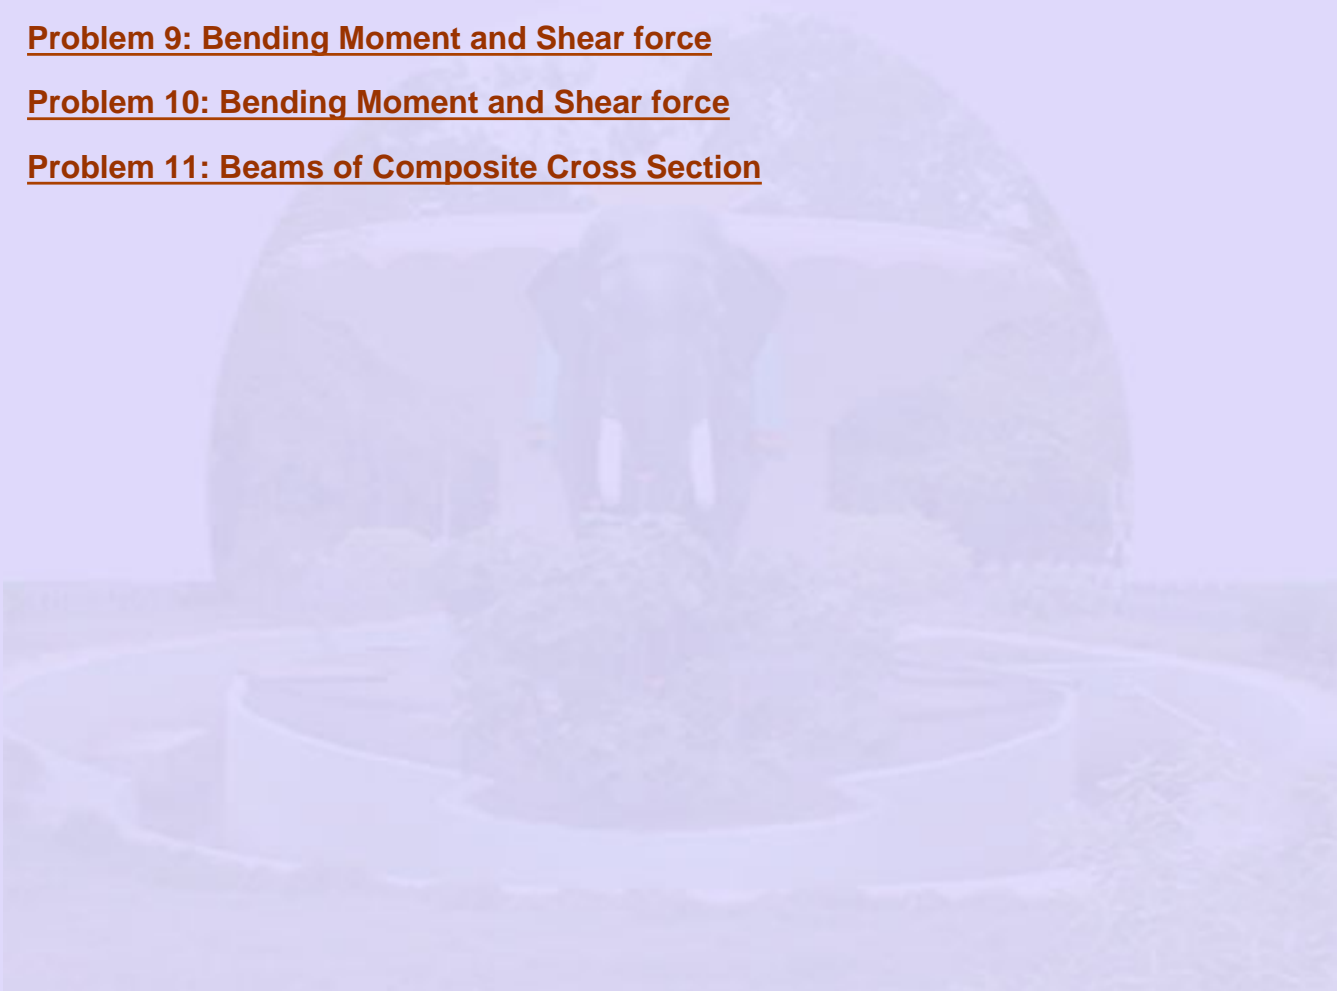 Problem 9: Bending Moment and Shear force
Problem 10: Bending Moment and Shear force
Problem 11: Beams of Composite Cross Section